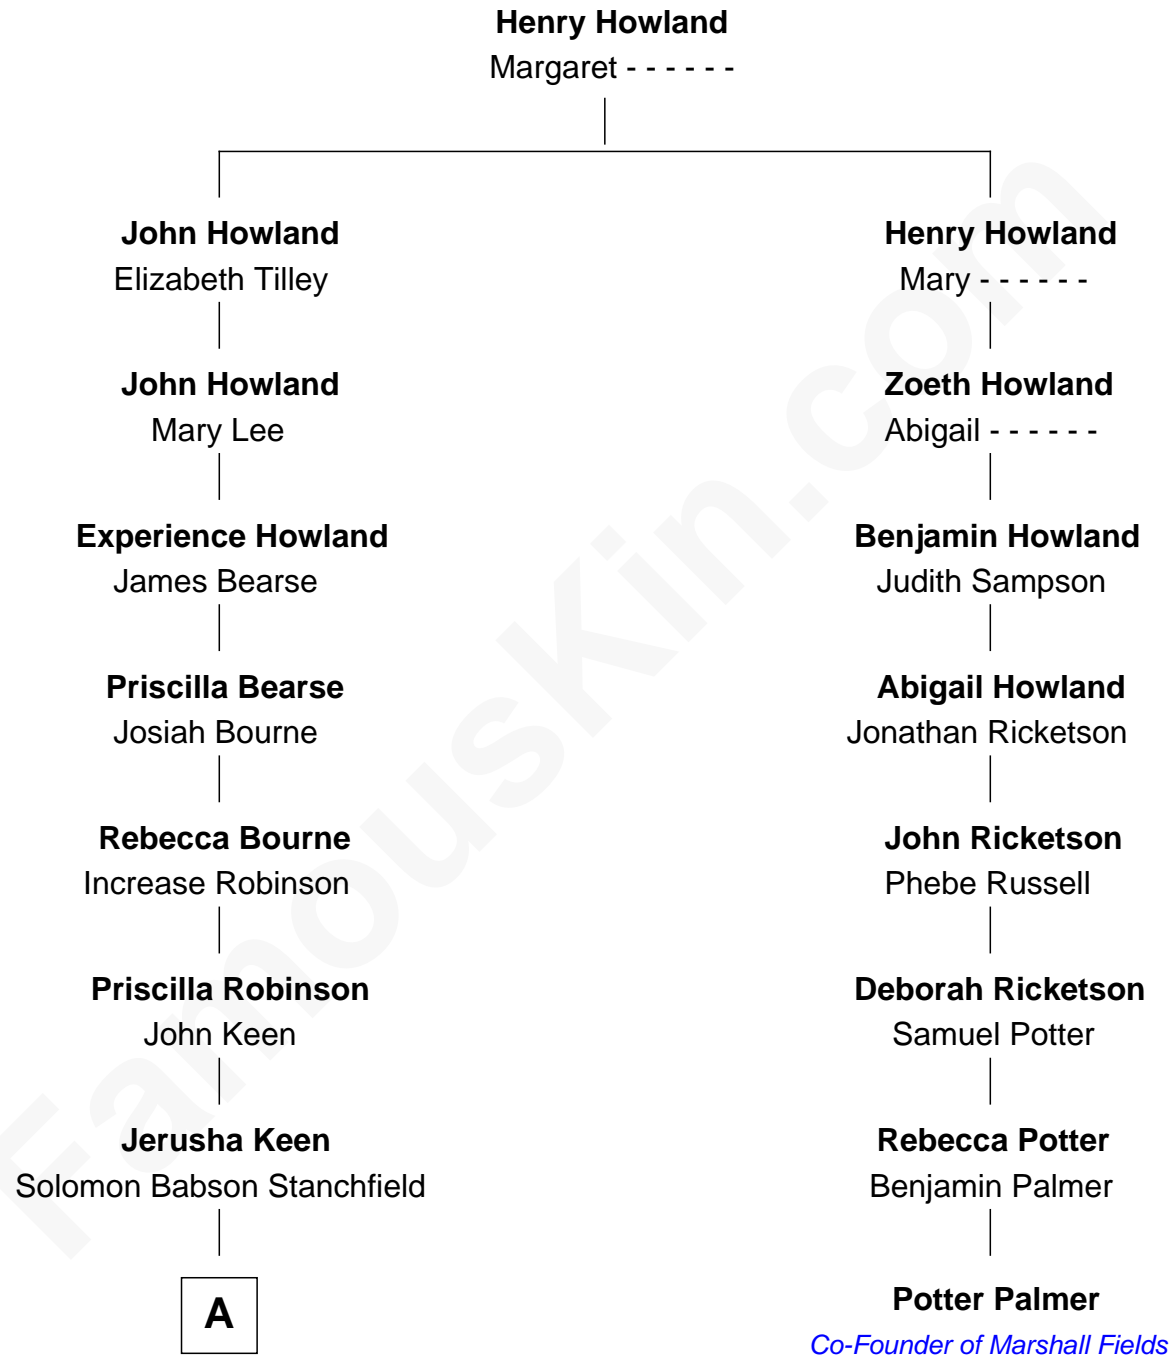 Henry Howland
Margaret - - - - - -
John Howland
Elizabeth Tilley
Henry Howland
Mary - - - - - -
John Howland
Mary Lee
Zoeth Howland
Abigail - - - - - -
Experience Howland
James Bearse
Benjamin Howland
Judith Sampson
Priscilla Bearse
Josiah Bourne
Abigail Howland
Jonathan Ricketson
Rebecca Bourne
Increase Robinson
John Ricketson
Phebe Russell
Priscilla Robinson
John Keen
Deborah Ricketson
Samuel Potter
Jerusha Keen
Solomon Babson Stanchfield
Rebecca Potter
Benjamin Palmer
A
Potter Palmer
Co-Founder of Marshall Fields
FamousKin.com